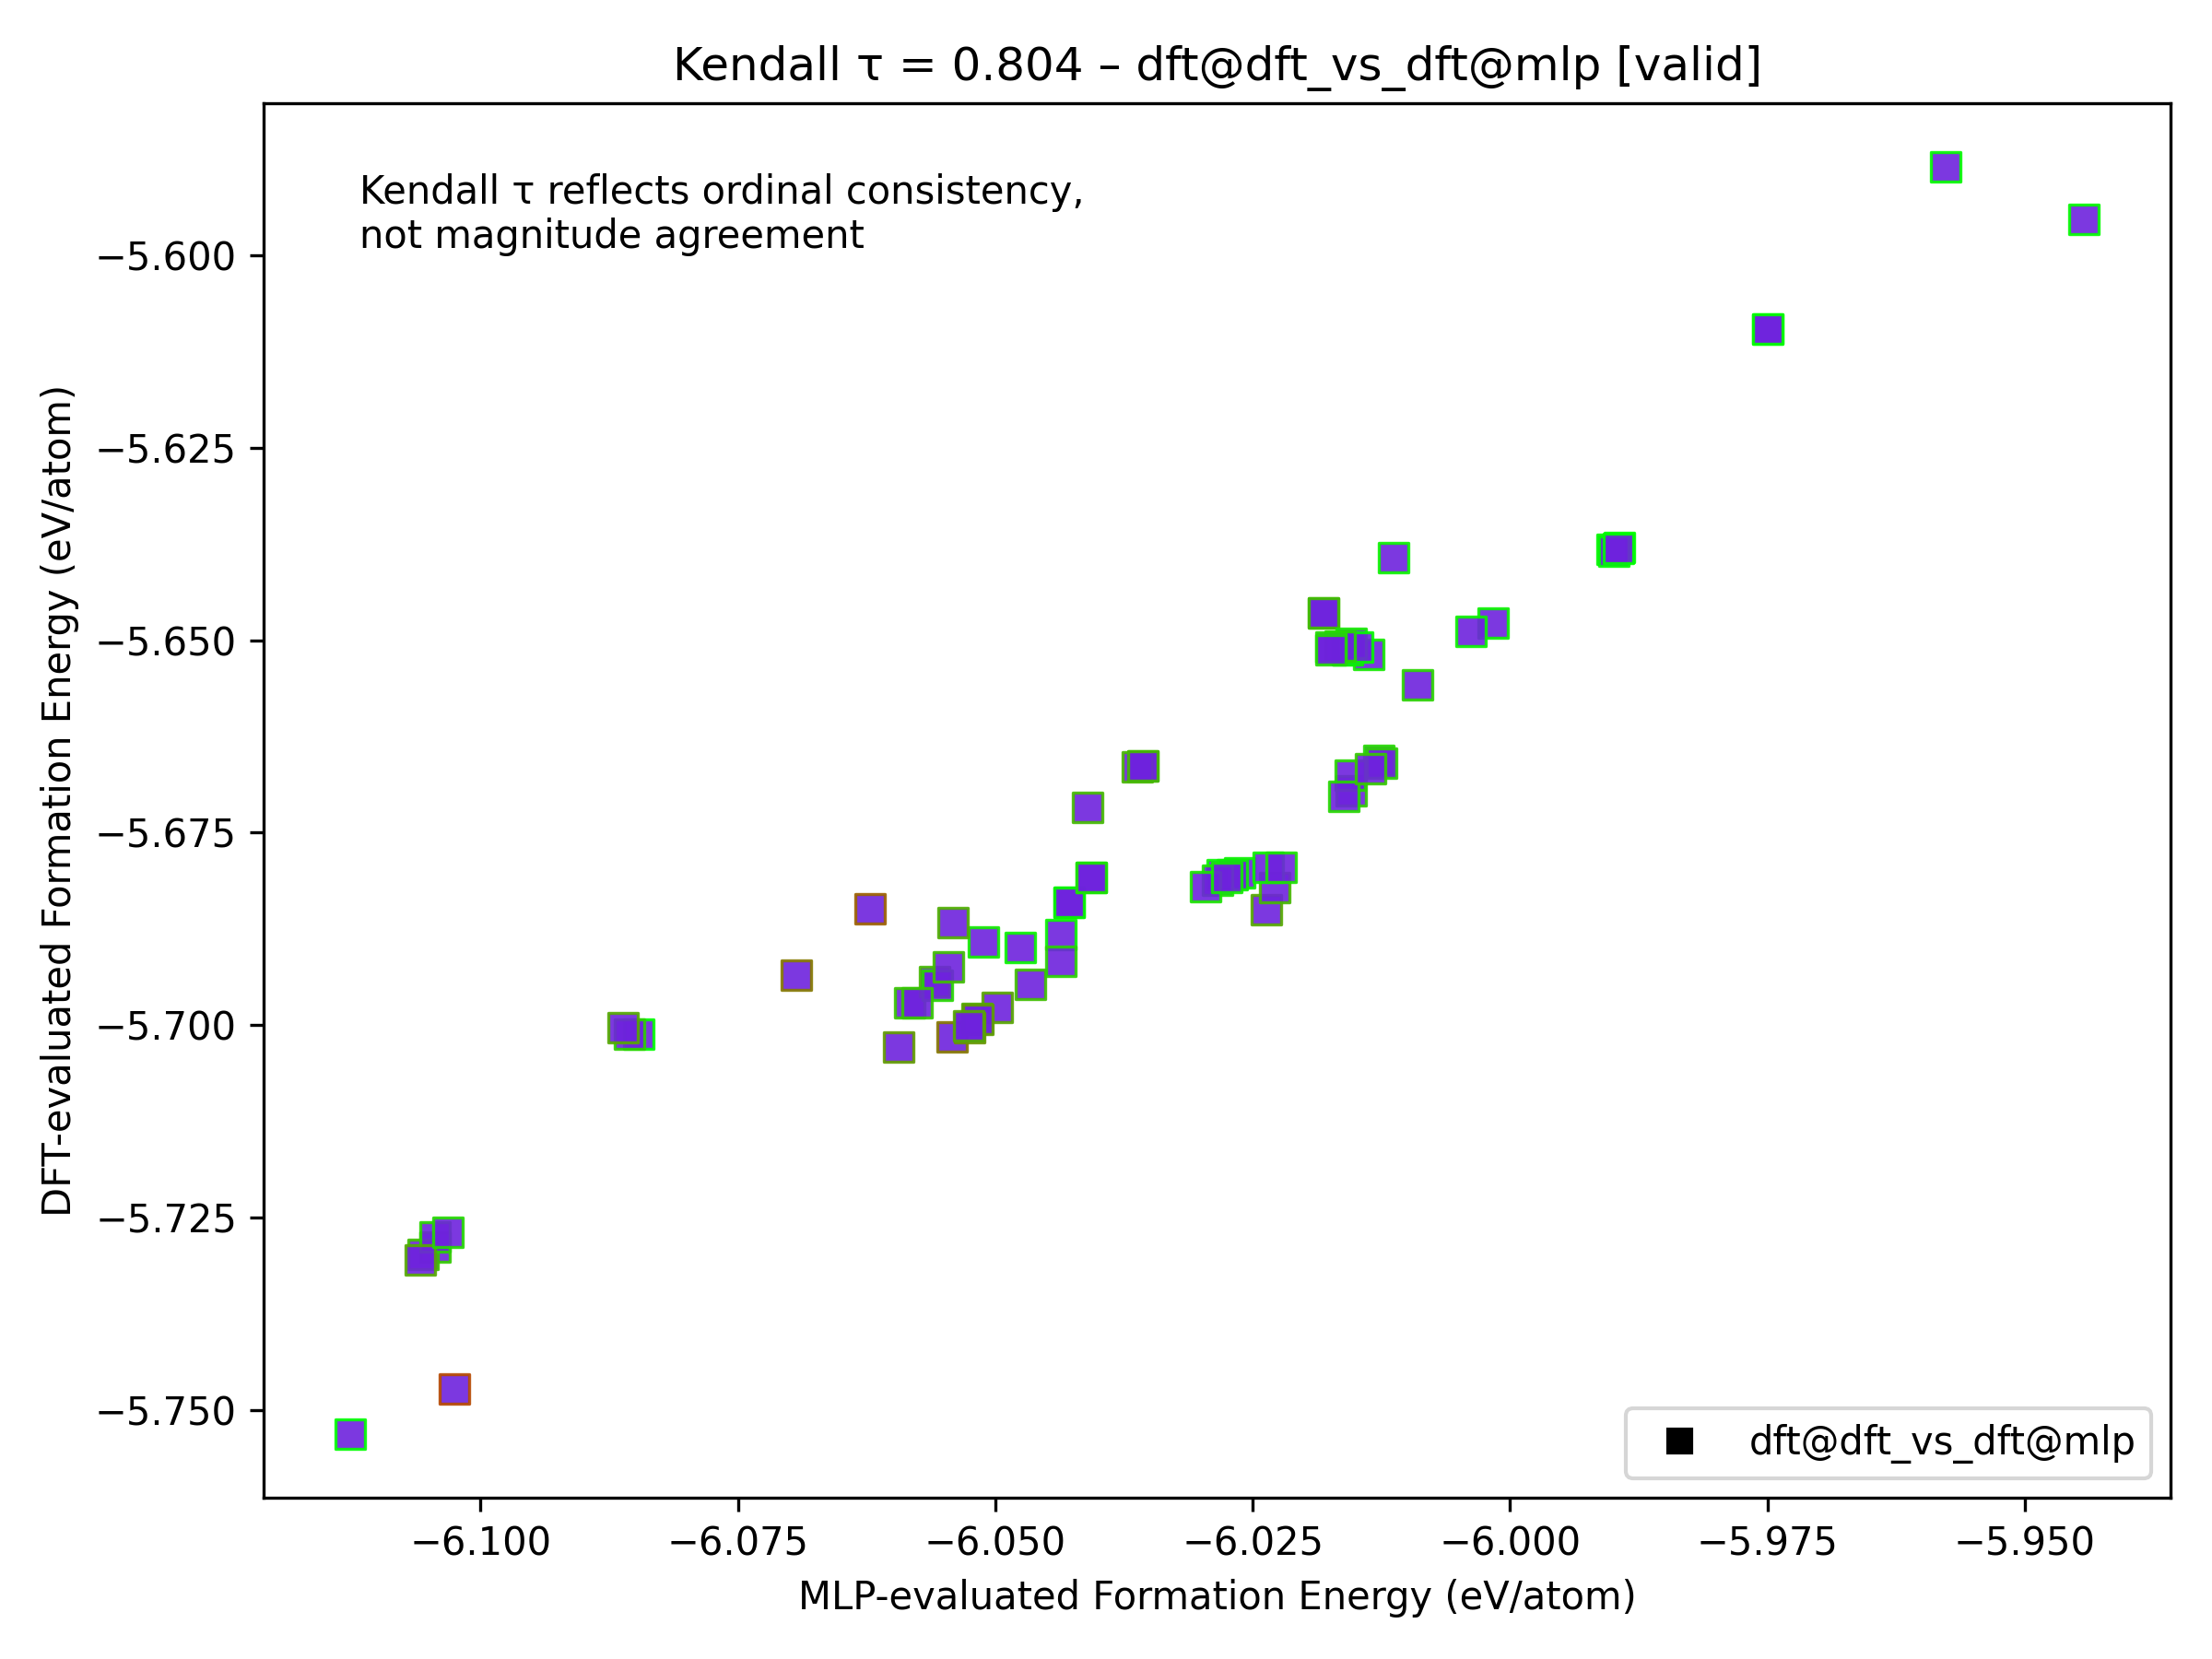 Kendall τ = 0.804 – dft@dft_vs_dft@mlp [valid]
Kendall τ reflects ordinal consistency,
not magnitude agreement
DFT-evaluated Formation Energy (eV/atom)
−5.600
−5.625
−5.650
−5.675
−5.700
−5.725
−5.750
dft@dft_vs_dft@mlp
−6.100
−6.075
−6.050
−6.025
−6.000
−5.975
−5.950
MLP-evaluated Formation Energy (eV/atom)